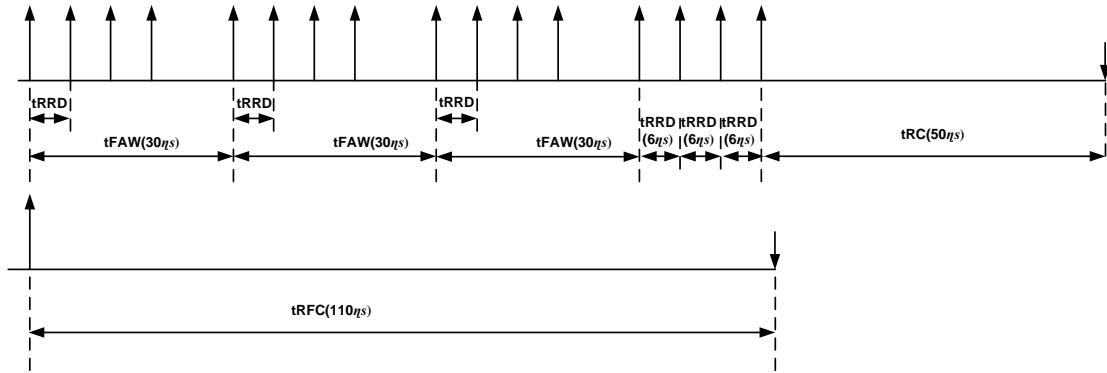 tRRD tRRD tRRD
tRRD tRRD tRRD
(6ηs) (6ηs) (6ηs)
tFAW(30ηs) tFAW(30ηs) tFAW(30ηs) tRC(50ηs)
tRFC(110ηs)